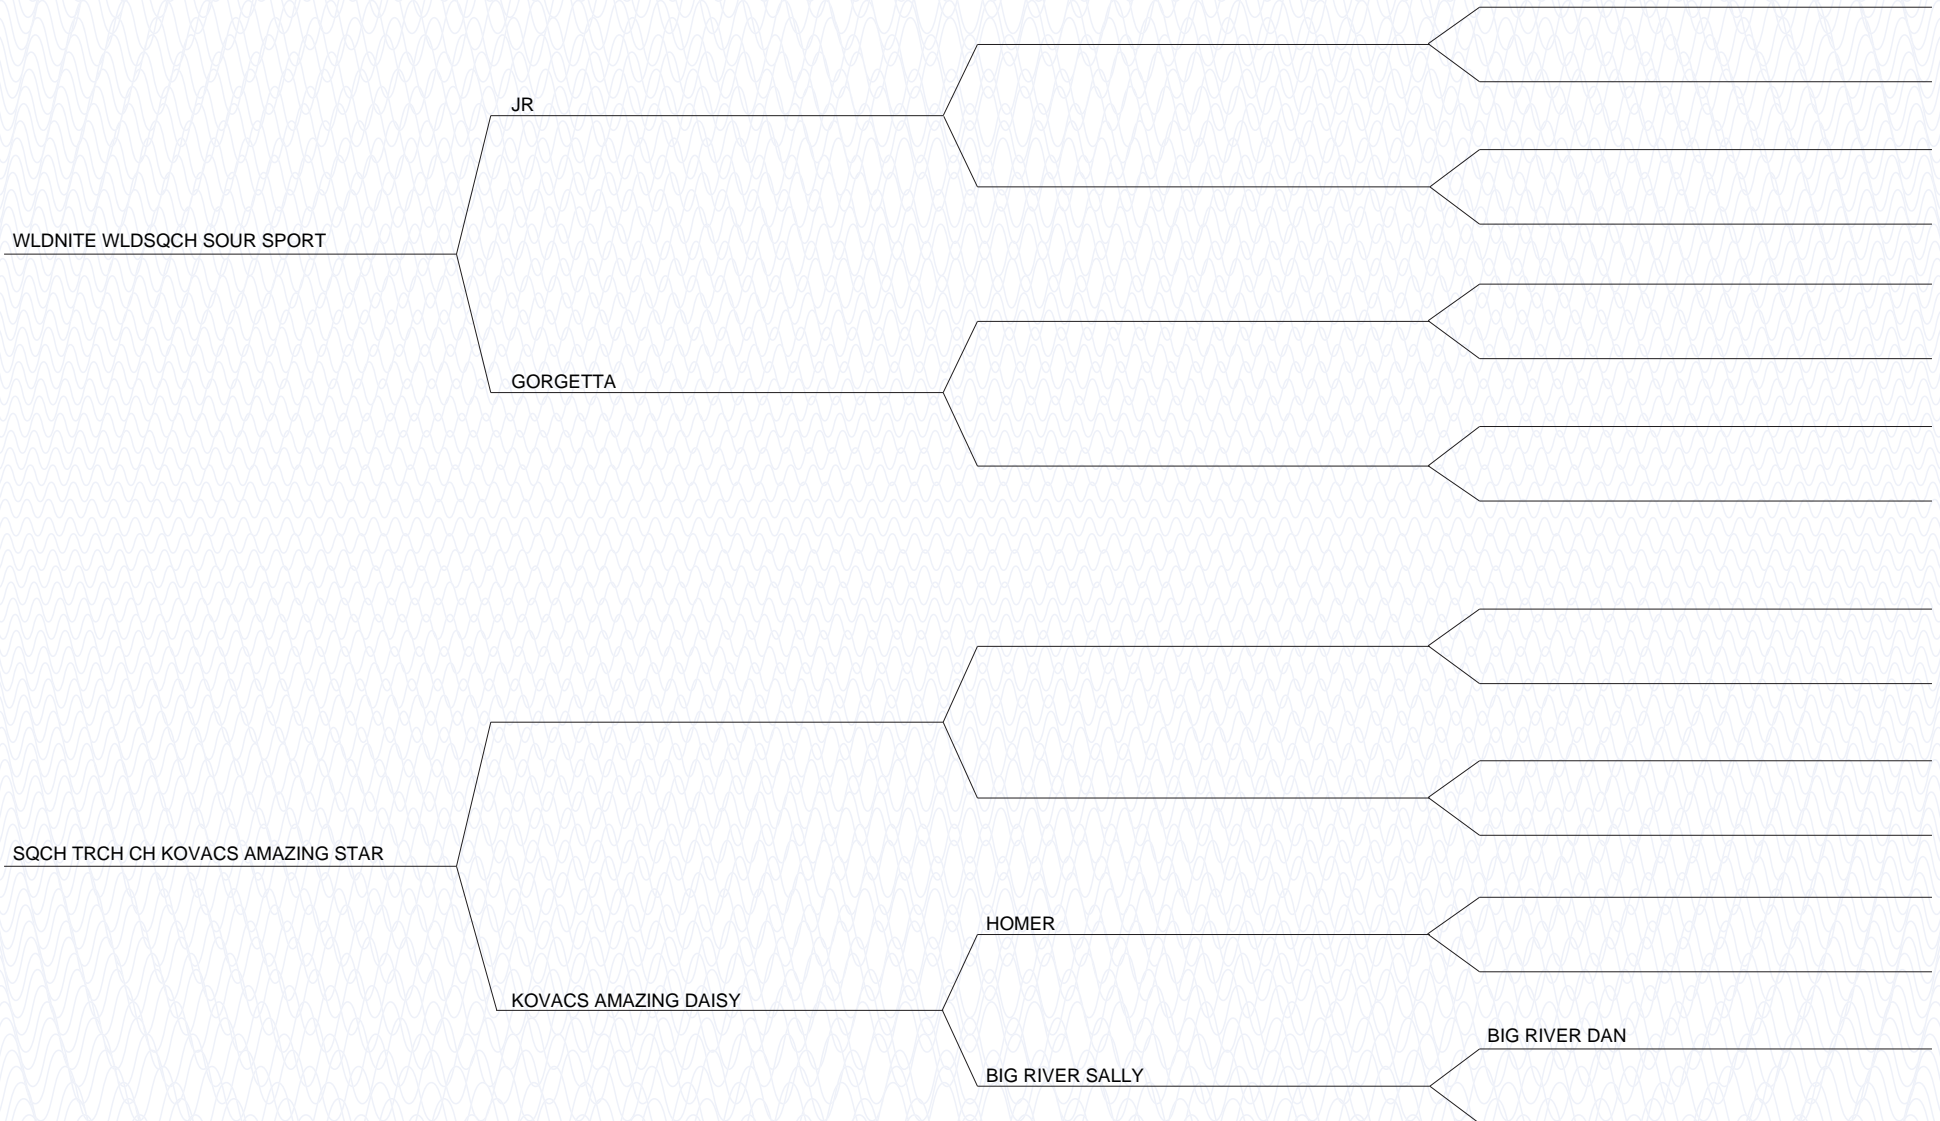 JR
WLDNITE WLDSQCH SOUR SPORT
GORGETTA
SQCH TRCH CH KOVACS AMAZING STAR
HOMER
KOVACS AMAZING DAISY
BIG RIVER DAN
BIG RIVER SALLY